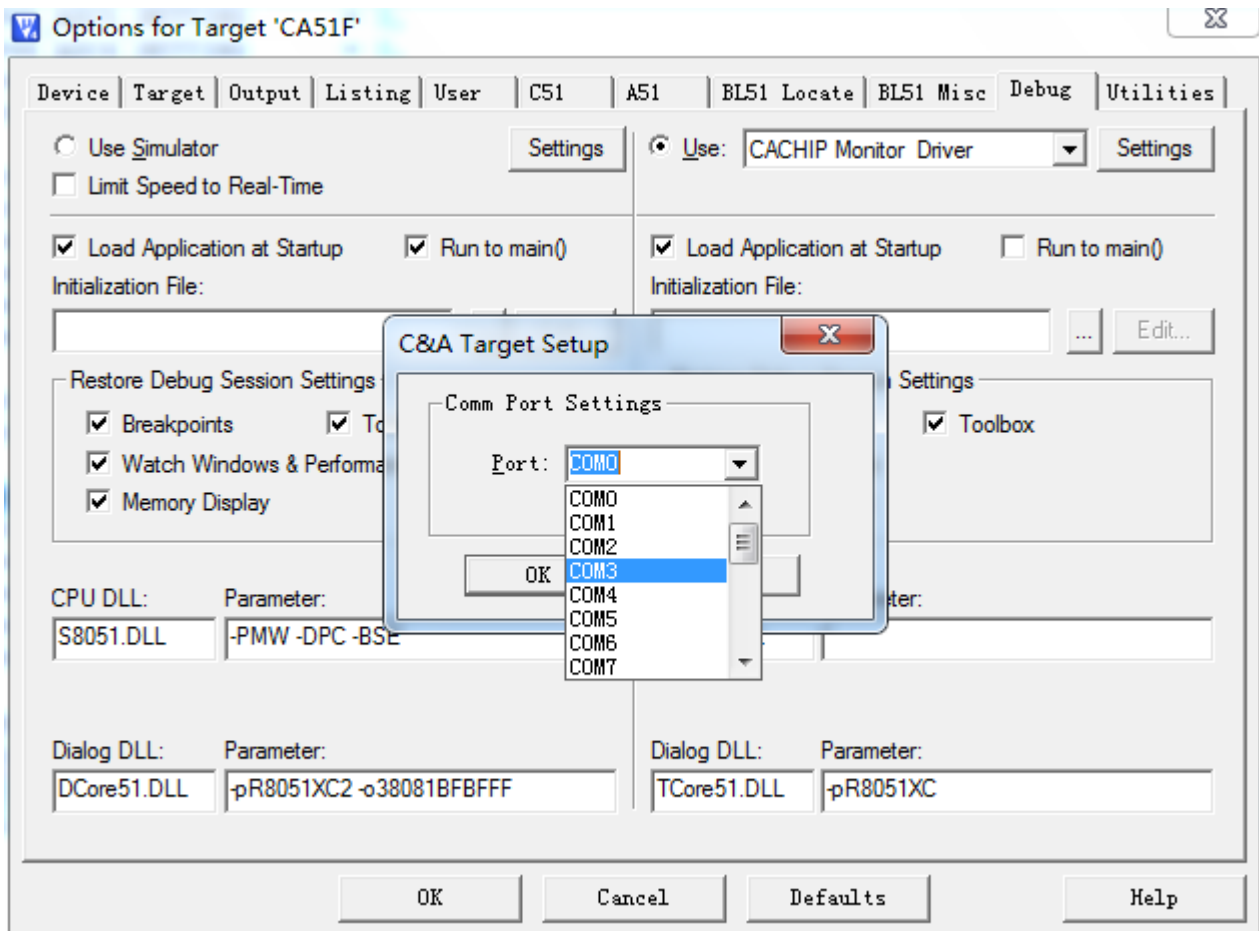 Options for Target 'CA51F'
Device Target Output Listing User C51 A51 BL51 Locate BL51 Misc Debug Utilities
Use Simulator Settings Use: CACHIP Monitor Driver Settings
Limit Speed to Real-Time
Load Application at Startup Run to main() Load Application at Startup Run to main()
Initialization File: Initialization File:
... Edit...
C&A Target Setup
Restore Debug Session Settings Settings
Breakpoints Toolbox
Watch Windows &
Memory Display
Comm Port Settings
Port: COM0
COM0
COM1
COM2
COM3
COM4
COM5
COM6
COM7
OK
CPU DLL: Parameter:
S8051.DLL -PMW -DPC -BSE
Dialog DLL: Parameter: Dialog DLL: Parameter:
DCore51.DLL -pR8051XC2 -o38081BFBFFF TCore51.DLL -pR8051XC
OK Cancel Defaults Help